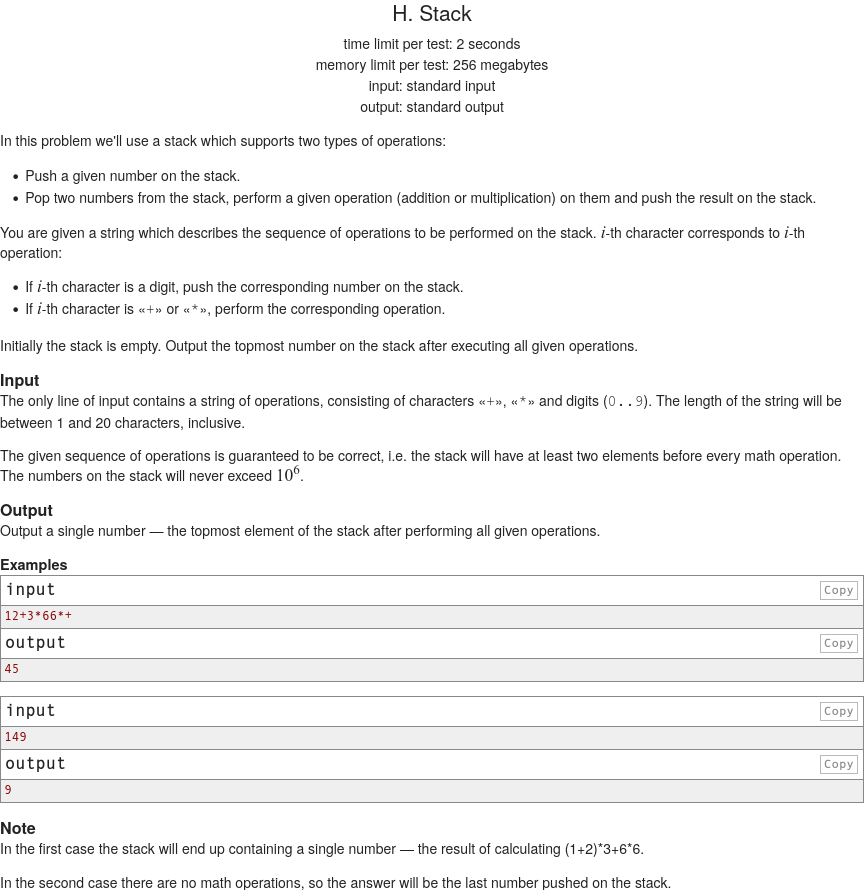 H. Stack
time limit per test: 2 seconds
memory limit per test: 256 megabytes
input: standard input
output: standard output
In this problem we'll use a stack which supports two types of operations:
• Push a given number on the stack.
• Pop two numbers from the stack, perform a given operation (addition or multiplication) on them and push the result on the stack.
You are given a string which describes the sequence of operations to be performed on the stack. i-th character corresponds to i-th
operation:
• If i-th character is a digit, push the corresponding number on the stack.
• If i-th character is «+» or «*», perform the corresponding operation.
Initially the stack is empty. Output the topmost number on the stack after executing all given operations.
Input
The only line of input contains a string of operations, consisting of characters «+», «*» and digits (0..9). The length of the string will be
between 1 and 20 characters, inclusive.
The given sequence of operations is guaranteed to be correct, i.e. the stack will have at least two elements before every math operation.
The numbers on the stack will never exceed 10^6.
Output
Output a single number — the topmost element of the stack after performing all given operations.
Examples
input Copy
12+3*66*+
output Copy
45
input Copy
149
output Copy
9
Note
In the first case the stack will end up containing a single number — the result of calculating (1+2)*3+6*6.
In the second case there are no math operations, so the answer will be the last number pushed on the stack.